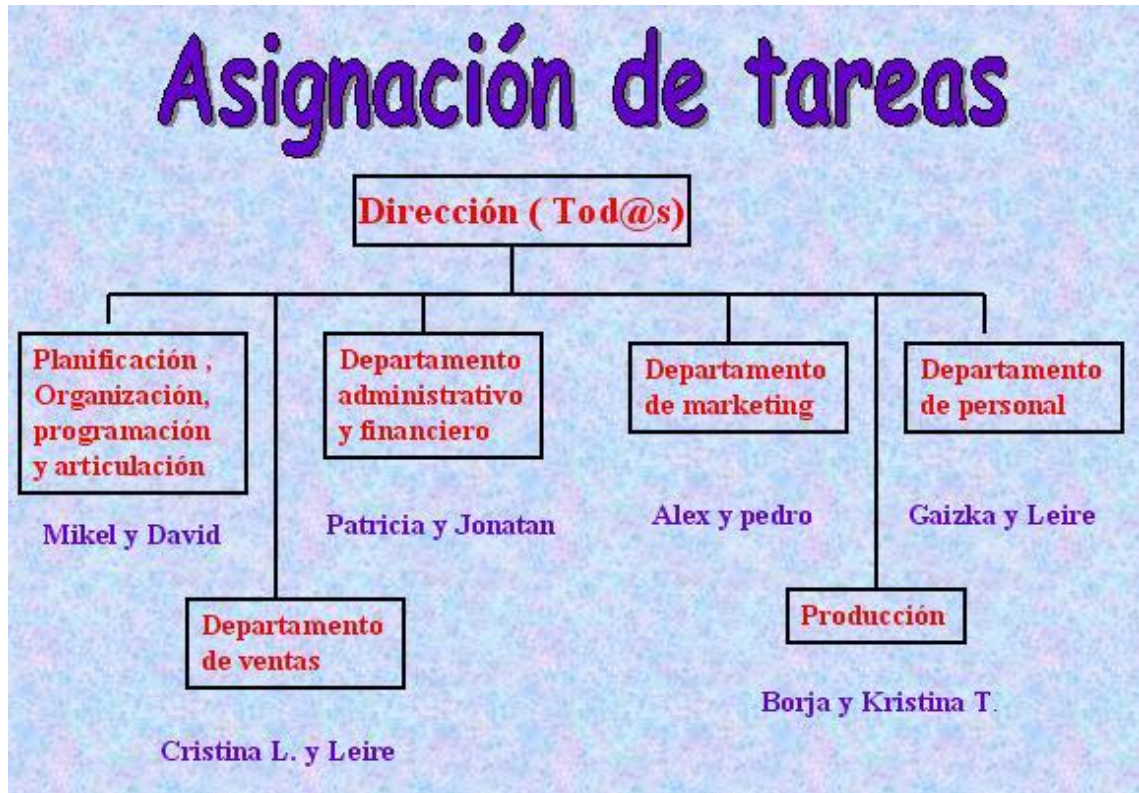 Asignación de tareas
Dirección ( Tod@s)
Planificación ,
Organización,
programación
y articulación
Mikel y David
Departamento
administrativo
y financiero
Patricia y Jonatan
Departamento
de marketing
Alex y pedro
Departamento
de personal
Gaizka y Leire
Departamento
de ventas
Cristina L. y Leire
Producción
Borja y Kristina T.